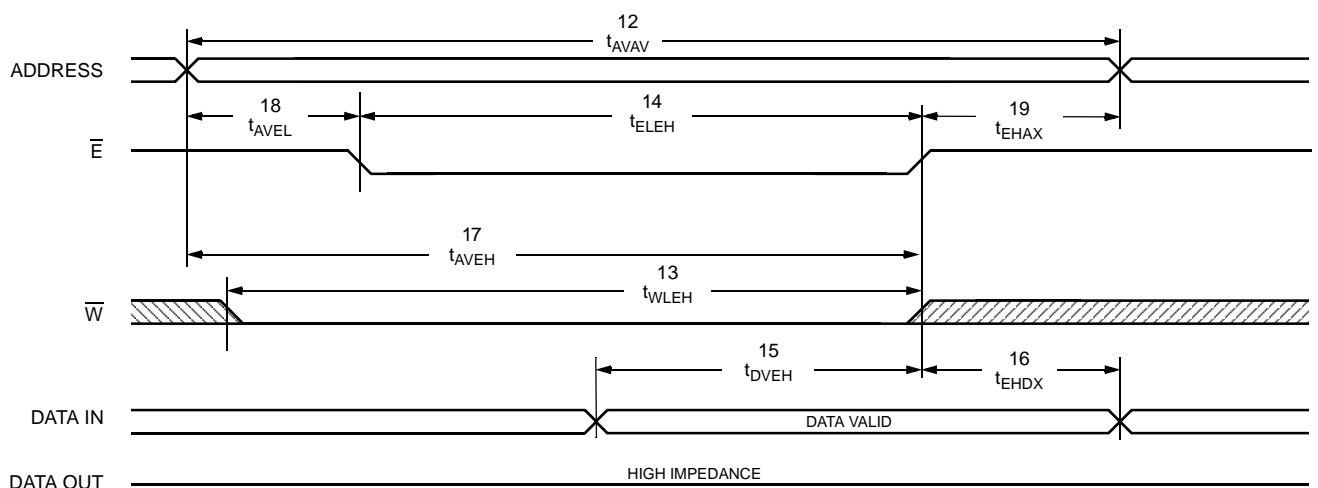 12
tAVAV
ADDRESS
18
tAVEL
14
tELEH
19
tEHAX
E
17
tAVEH
13
tWLEH
W
15
tDVEH
16
tEHDX
DATA IN
DATA VALID
DATA OUT
HIGH IMPEDANCE